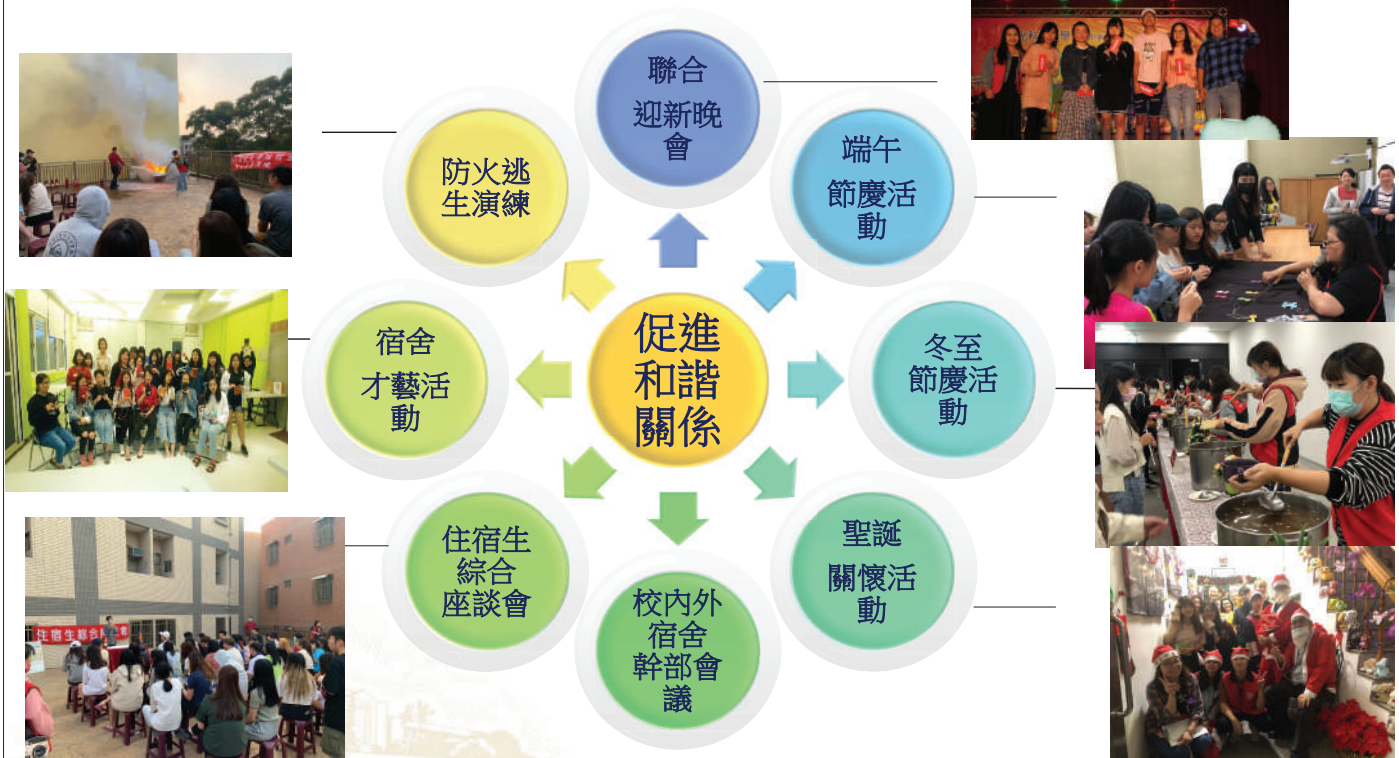 聯合
迎新晚
會
端午
節慶活
動
冬至
節慶活
動
聖誕
關懷活
動
校內外
宿舍
幹部會
議
住宿生
綜合
座談會
宿舍
才藝活
動
防火逃
生演練
促進
和諧
關係
住宿生綜合
會